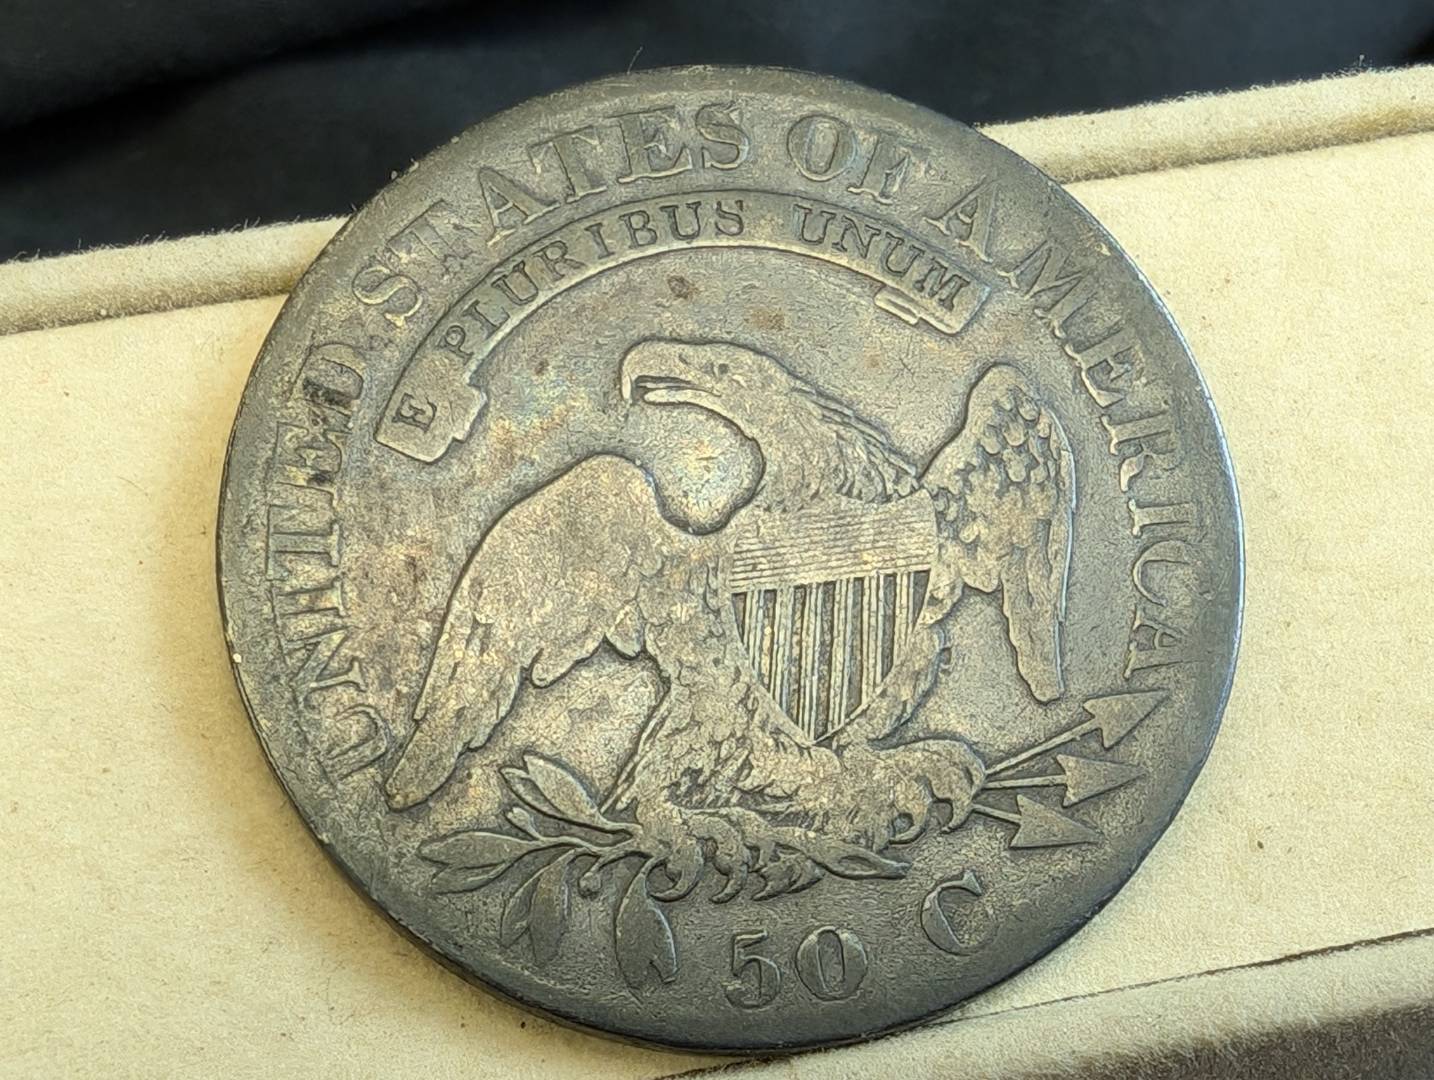 UNITED STATES OF AMERICA
E PLURIBUS UNUM
50 C